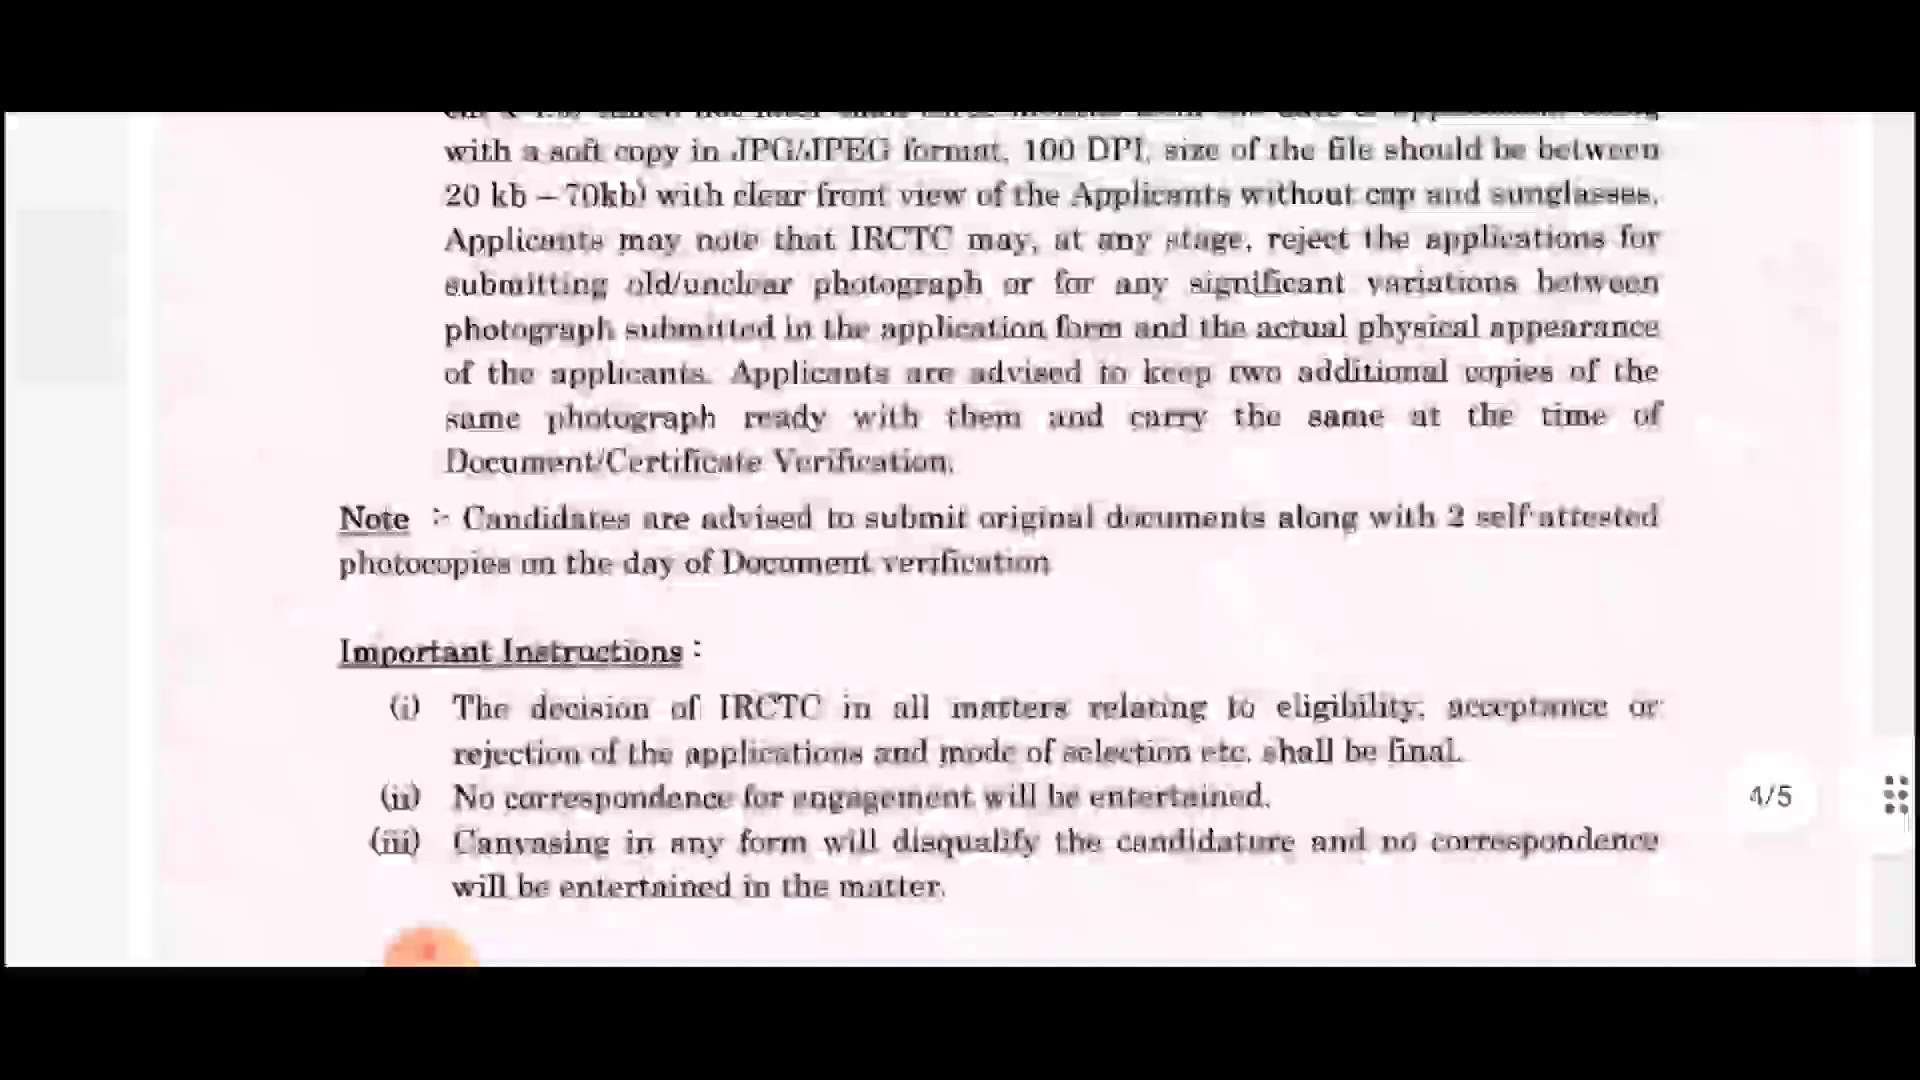 with a soft copy in JPG/JPEG format, 100 DPI, size of the file should be between
20 kb – 70kb) with clear front view of the Applicants without cap and sunglasses.
Applicants may note that IRCTC may, at any stage, reject the applications for
submitting old/unclear photograph or for any significant variations between
photograph submitted in the application form and the actual physical appearance
of the applicants. Applicants are advised to keep two additional copies of the
same photograph ready with them and carry the same at the time of
Document/Certificate Verification.
Note :- Candidates are advised to submit original documents along with 2 self attested
photocopies on the day of Document verification
Important Instructions :
(i) The decision of IRCTC in all matters relating to eligibility, acceptance or
rejection of the applications and mode of selection etc. shall be final.
(ii) No correspondence for engagement will be entertained.
4/5
(iii) Canvasing in any form will disqualify the candidature and no correspondence
will be entertained in the matter.